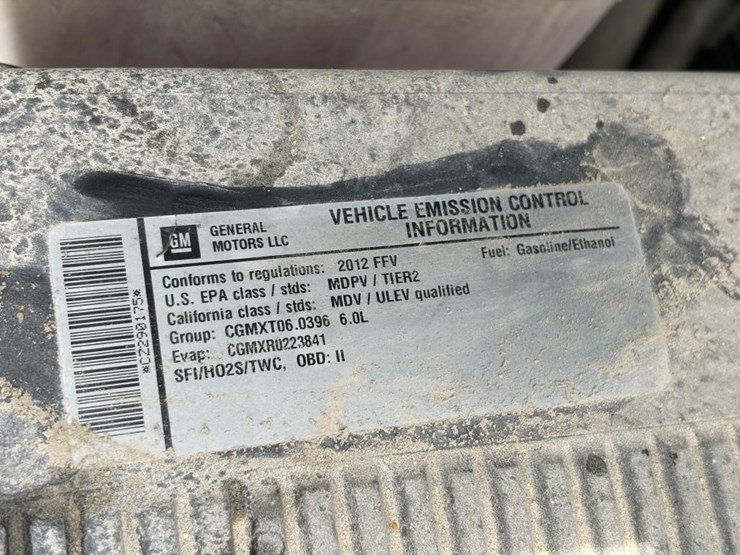 *CZ290175*
GM
GENERAL
MOTORS LLC
VEHICLE EMISSION CONTROL
INFORMATION
Conforms to regulations: 2012 FFV
Fuel: Gasoline/Ethanol
U.S. EPA class / stds: MDPV / TIER2
California class / stds: MDV / ULEV qualified
Group: CGMXT06.0396 6.0L
Evap: CGMXR0223841
SFI/HO2S/TWC, OBD: II